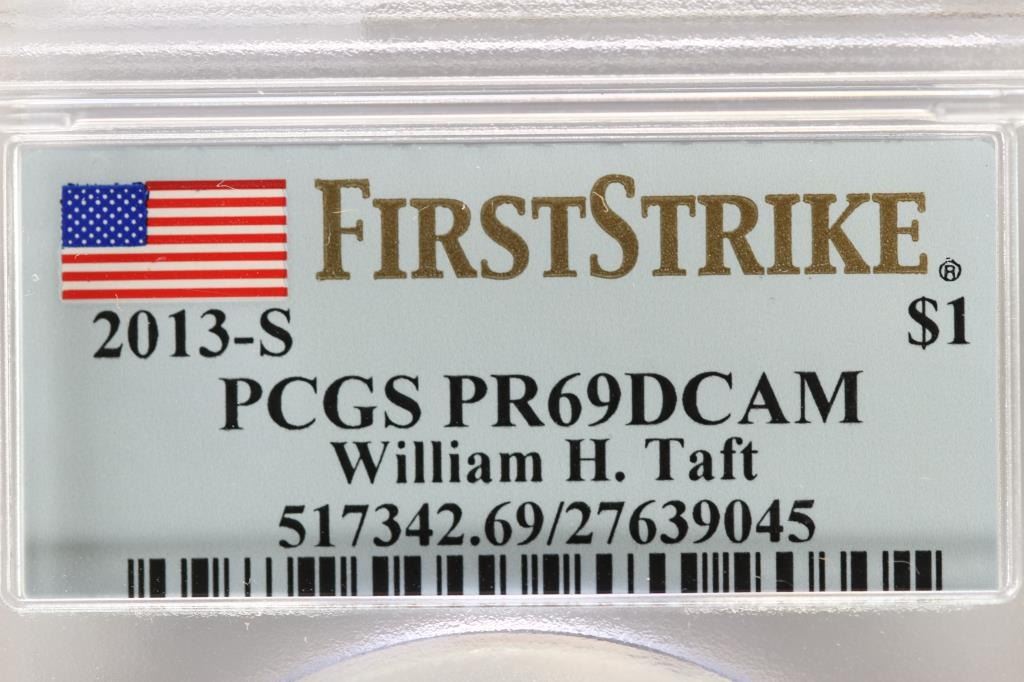 FIRSTSTRIKE®
2013-S $1
PCGS PR69DCAM
William H. Taft
517342.69/27639045